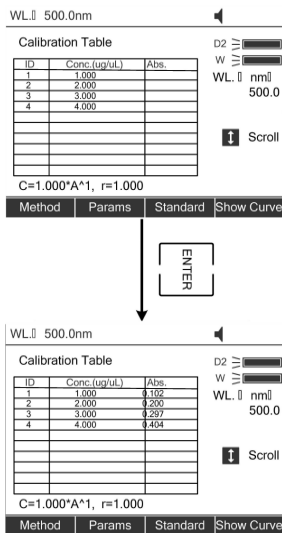 WL.▯ 500.0nm
Calibration Table
D2
W
ID Conc.(ug/uL) Abs.
1 1.000
2 2.000
3 3.000
4 4.000
WL. ▯ nm▯
500.0
Scroll
C=1.000*A^1, r=1.000
Method Params Standard Show Curve
ENTER
WL.▯ 500.0nm
Calibration Table
D2
W
ID Conc.(ug/uL) Abs.
1 1.000 0.102
2 2.000 0.200
3 3.000 0.297
4 4.000 0.404
WL. ▯ nm▯
500.0
Scroll
C=1.000*A^1, r=1.000
Method Params Standard Show Curve